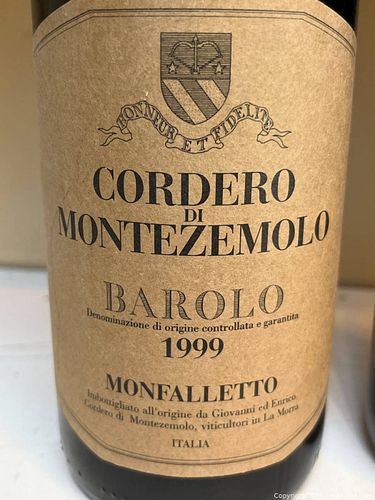 HONNEUR ET FIDELITE
CORDERO
DI
MONTEZEMOLO
BAROLO
Denominazione di origine controllata e garantita
1999
MONFALLETTO
Imbottigliato all'origine da Giovanni ed Enrico
Cordero di Montezemolo, viticultori in La Morra
ITALIA